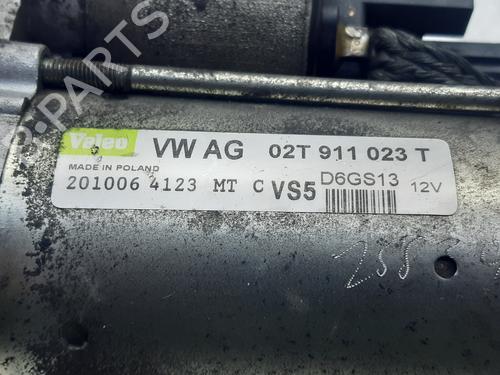 Valeo VW AG 02T 911 023 T
MADE IN POLAND
201006 4123 MT C VS5 D6GS13 12V
B-PARTS